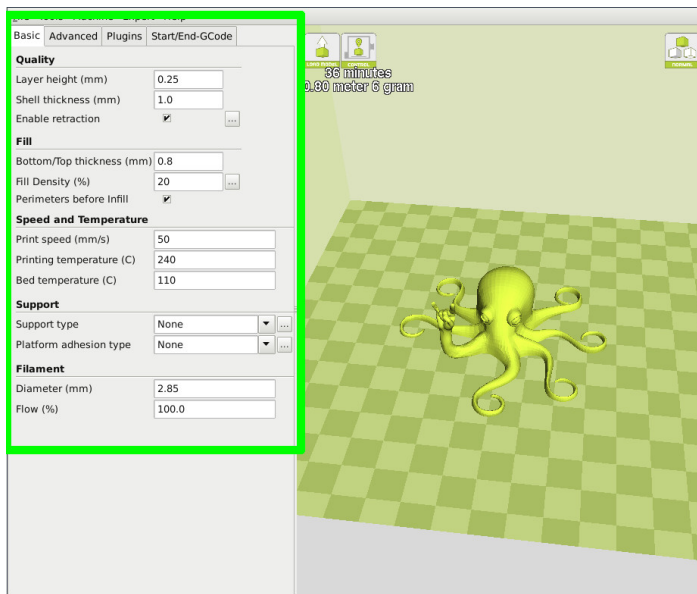 Basic Advanced Plugins Start/End-GCode
Quality
Layer height (mm) 0.25
Shell thickness (mm) 1.0
Enable retraction ...
Fill
Bottom/Top thickness (mm) 0.8
Fill Density (%) 20 ...
Perimeters before Infill
Speed and Temperature
Print speed (mm/s) 50
Printing temperature (C) 240
Bed temperature (C) 110
Support
Support type None ...
Platform adhesion type None ...
Filament
Diameter (mm) 2.85
Flow (%) 100.0
CONTROL
NORMAL
36 minutes
0.80 meter 6 gram